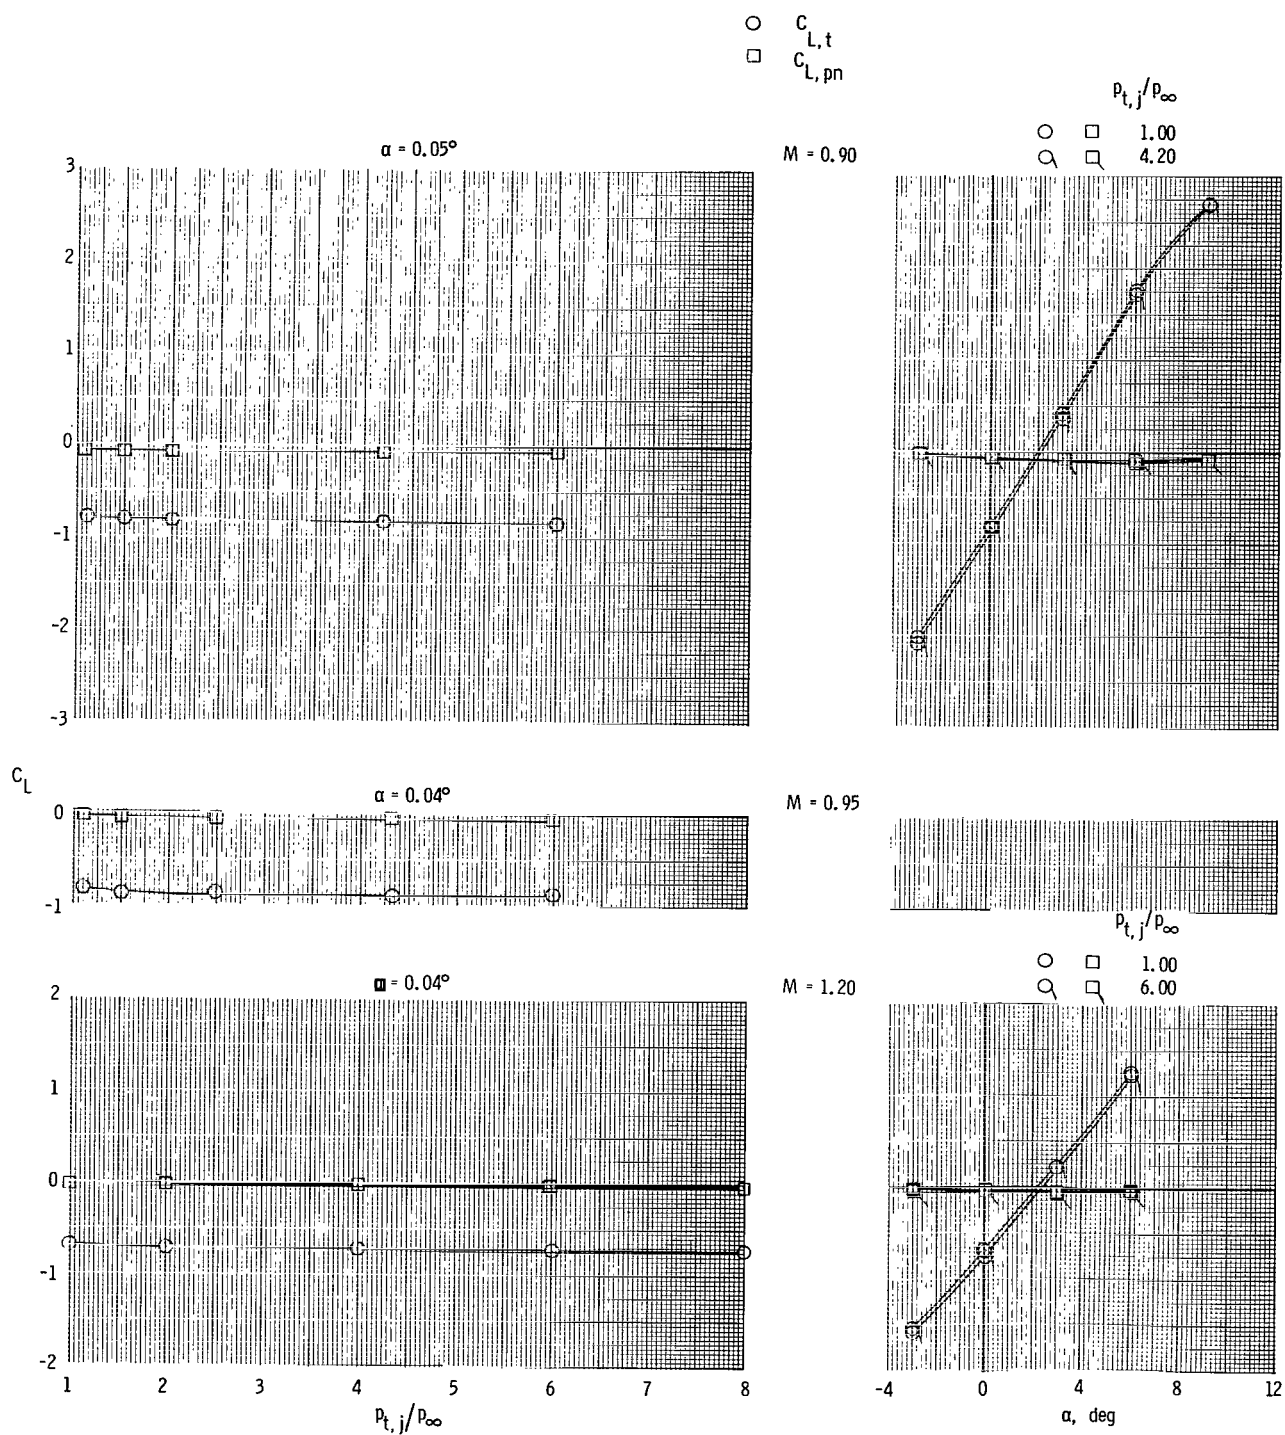 C_L,t
C_L,pn
p_t,j/p_∞
1.00
4.20
α = 0.05°
M = 0.90
3
2
1
0
-1
-2
-3
C_L
α = 0.04°
M = 0.95
0
-1
p_t,j/p_∞
1.00
6.00
α = 0.04°
M = 1.20
2
1
0
-1
-2
1 2 3 4 5 6 7 8
p_t,j/p_∞
-4 0 4 8 12
α, deg